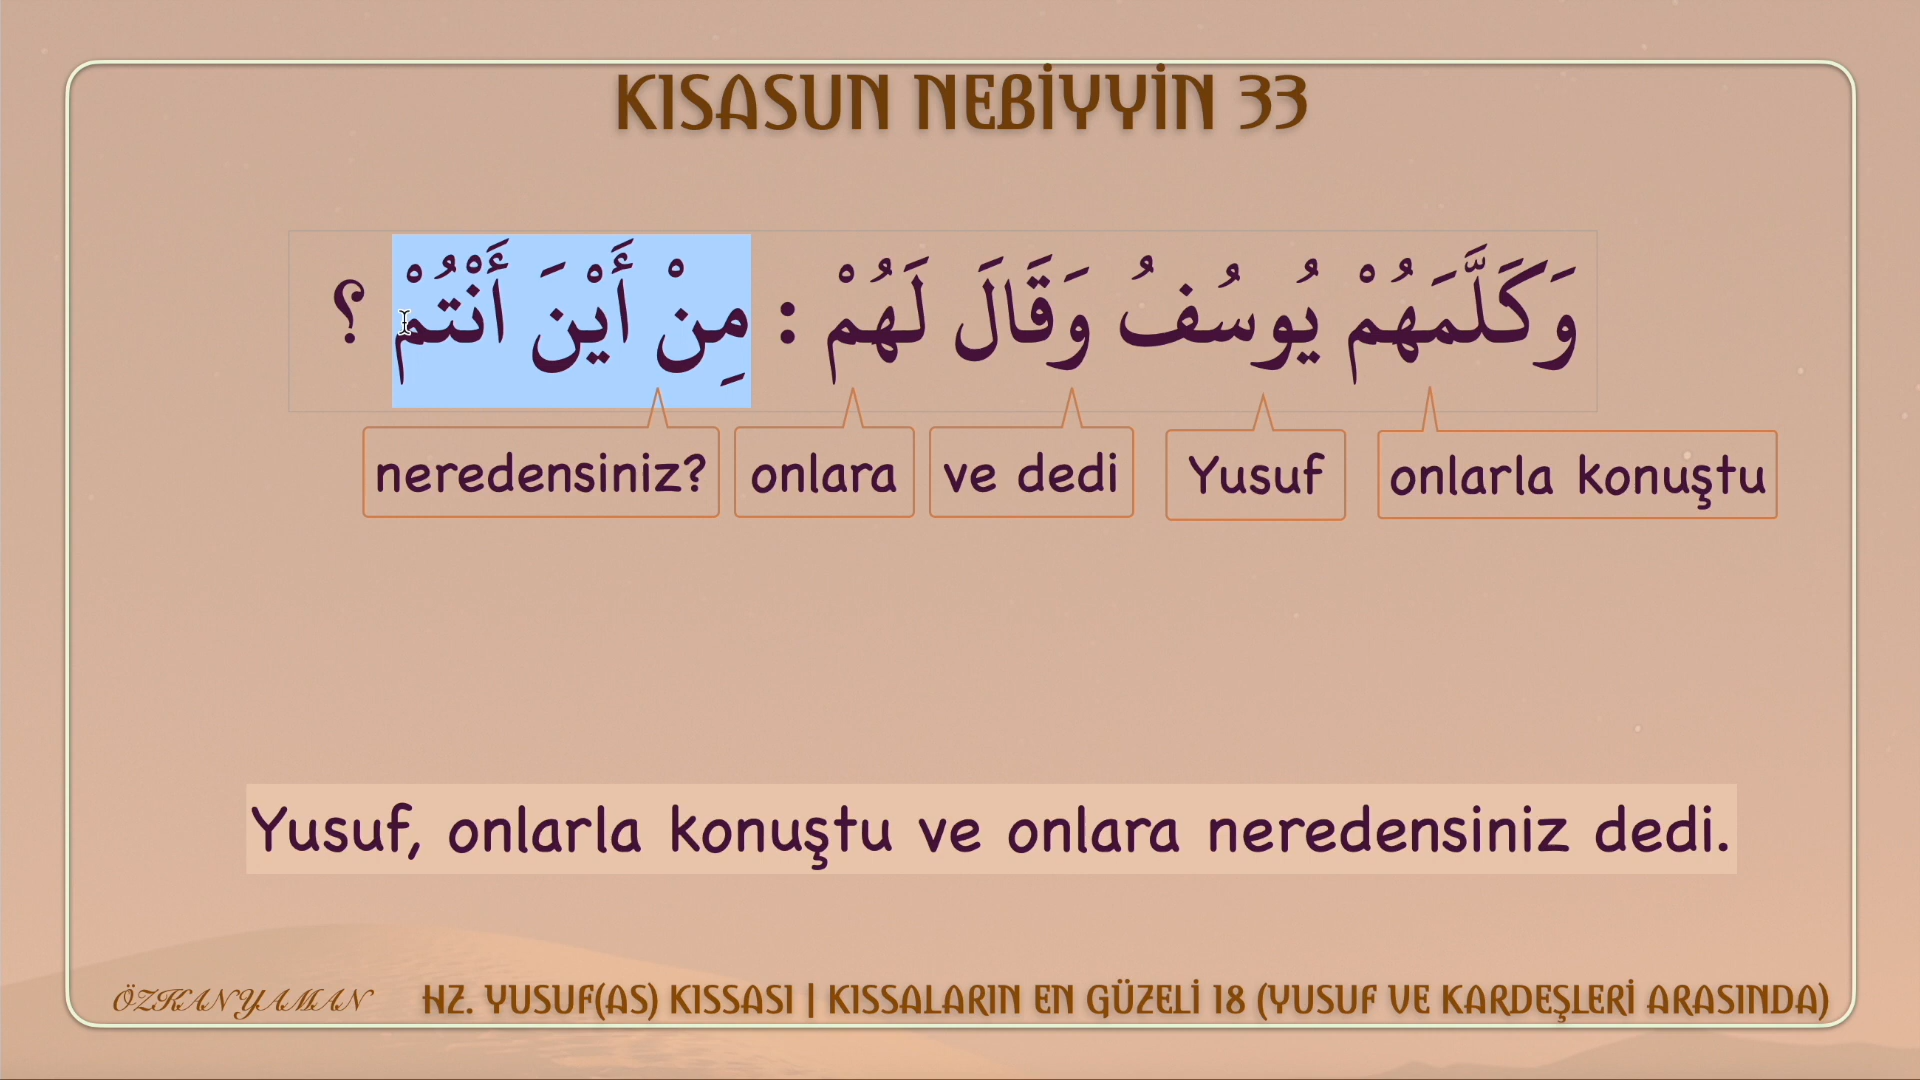 KISASUN NEBİYYİN 33
وَكَلَّمَهُمْ يُوسُفُ وَقَالَ لَهُمْ : مِنْ أَيْنَ أَنْتُمْ ؟
neredensiniz? onlara ve dedi Yusuf onlarla konuştu
Yusuf, onlarla konuştu ve onlara neredensiniz dedi.
ÖZKAN YAMAN HZ. YUSUF(AS) KISSASI | KISSALARIN EN GÜZELİ 18 (YUSUF VE KARDEŞLERİ ARASINDA)